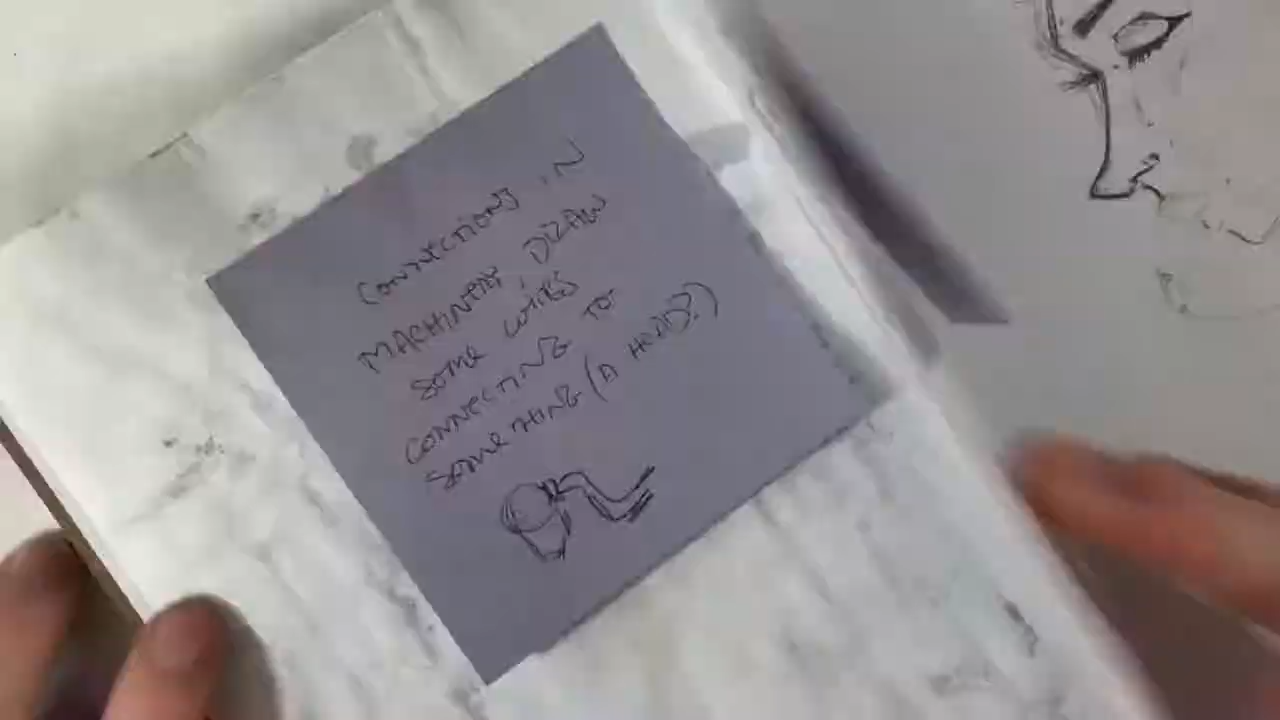 CONNECTIONS IN
MACHINERY, DRAW
SOME WIRES
CONNECTING TO
SOMETHING (A HEAD?)